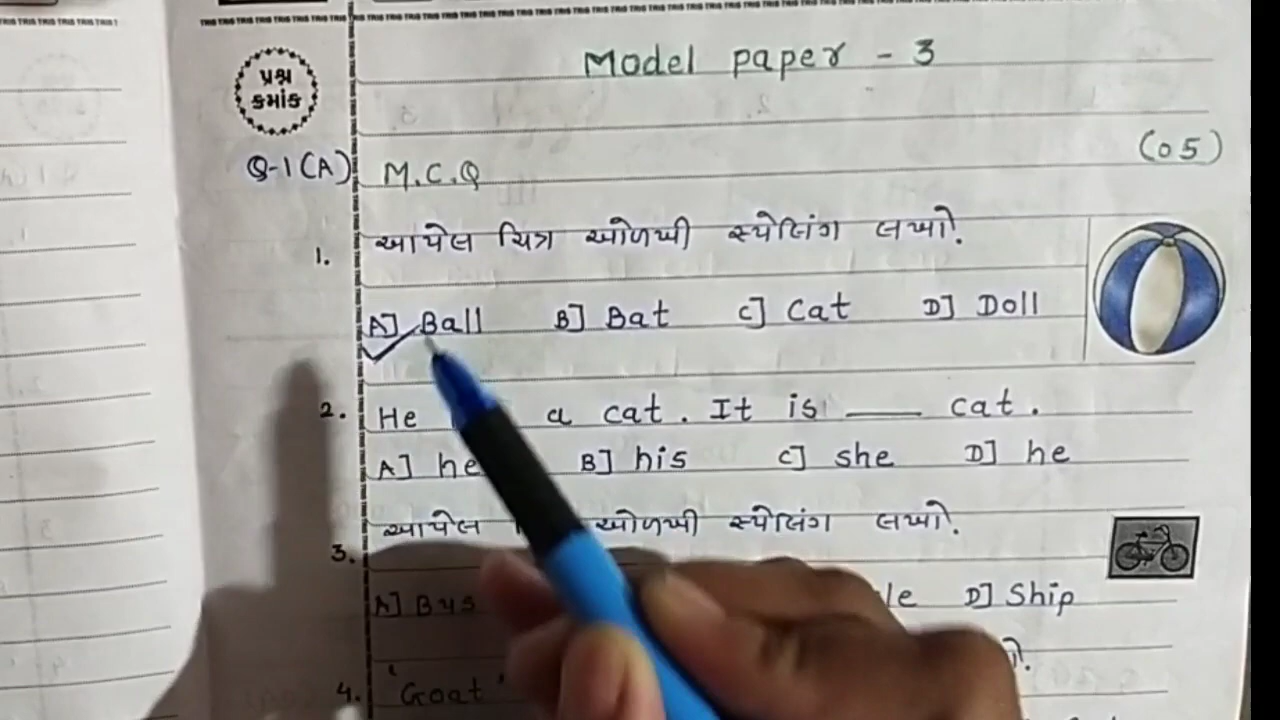 Model paper - 3
પ્રશ્ન
ક્રમાંક
(05)
Q-1(A) M.C.Q
1. આપેલ ચિત્ર ઓળખી સ્પેલિંગ લખો.
A] Ball B] Bat C] Cat D] Doll
2. He a cat. It is ____ cat.
A] he B] his C] she D] he
3. આપેલ ઓળખી સ્પેલિંગ લખો.
A] Bus D] Ship
4. 'Goat'